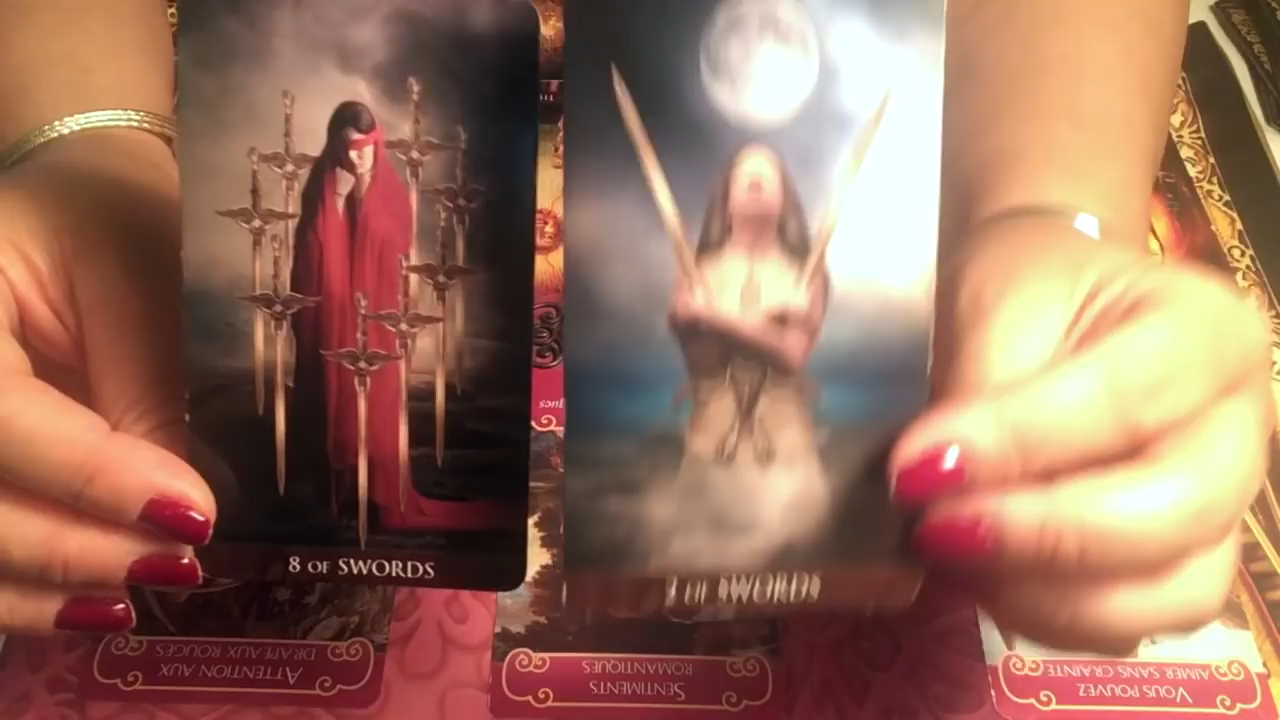 8 OF SWORDS
OF SWORDS
ATTENTION AUX
DRAPEAUX ROUGES
SENTIMENTS
ROMANTIQUES
VOUS POUVEZ
AIMER SANS CRAINTE